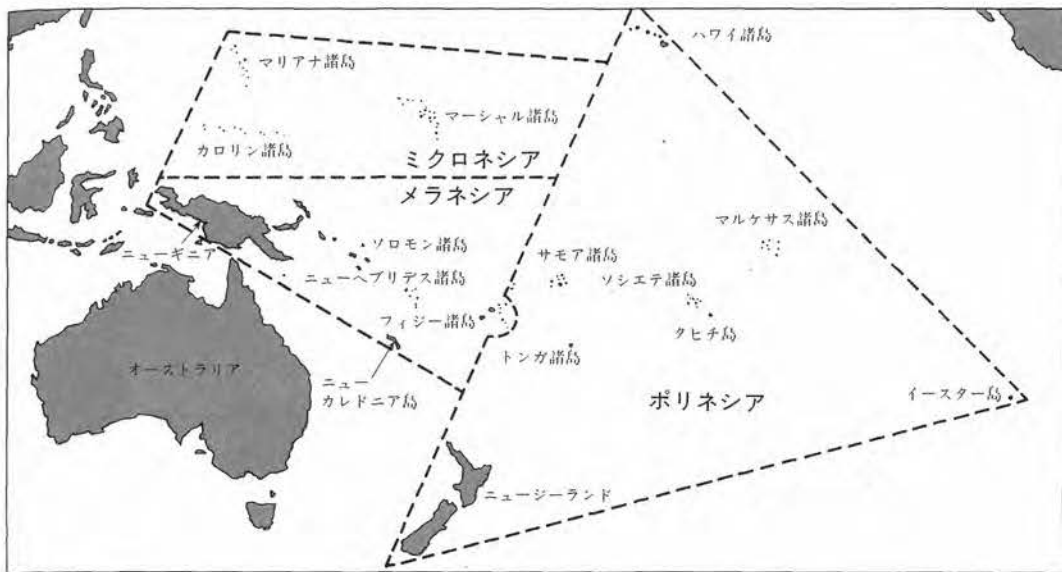 ハワイ諸島
マリアナ諸島
マーシャル諸島
カロリン諸島
ミクロネシア
メラネシア
マルケサス諸島
ニューギニア
ソロモン諸島
サモア諸島
ニューヘブリデス諸島
ソシエテ諸島
フィジー諸島
タヒチ島
トンガ諸島
オーストラリア
ニュー
カレドニア島
ポリネシア
イースター島
ニュージーランド